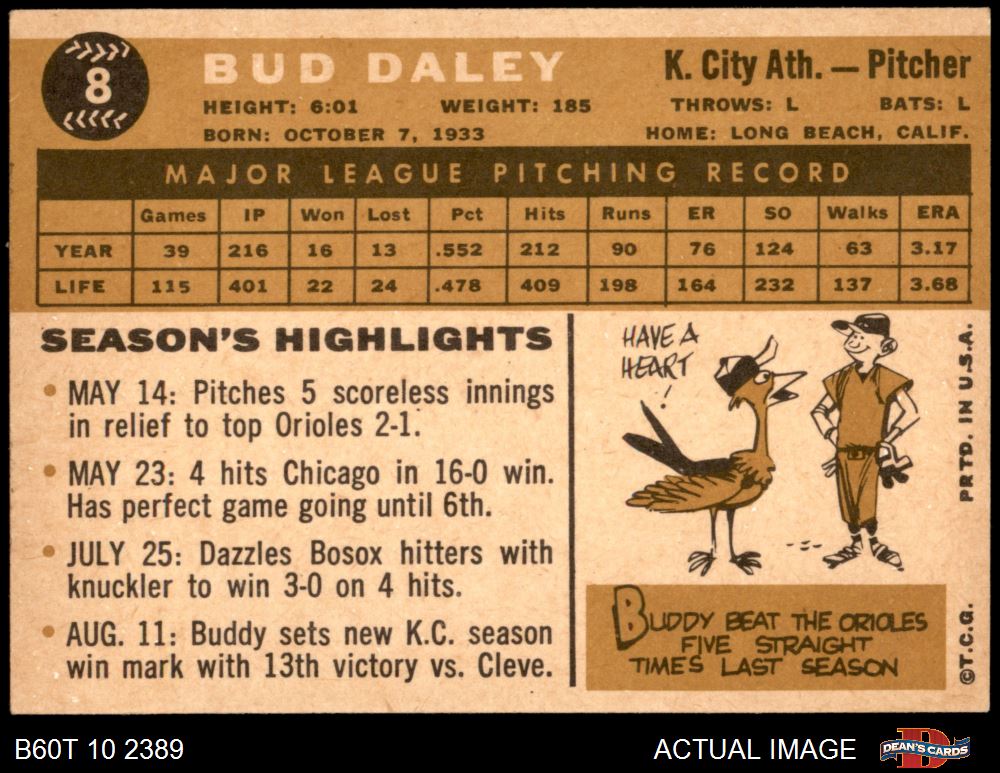 8
BUD DALEY
K. City Ath. — Pitcher
HEIGHT: 6:01 WEIGHT: 185 THROWS: L BATS: L
BORN: OCTOBER 7, 1933 HOME: LONG BEACH, CALIF.
MAJOR LEAGUE PITCHING RECORD
Games IP Won Lost Pct Hits Runs ER SO Walks ERA
YEAR 39 216 16 13 .552 212 90 76 124 63 3.17
LIFE 115 401 22 24 .478 409 198 164 232 137 3.68
SEASON'S HIGHLIGHTS
• MAY 14: Pitches 5 scoreless innings
in relief to top Orioles 2-1.
• MAY 23: 4 hits Chicago in 16-0 win.
Has perfect game going until 6th.
• JULY 25: Dazzles Bosox hitters with
knuckler to win 3-0 on 4 hits.
• AUG. 11: Buddy sets new K.C. season
win mark with 13th victory vs. Cleve.
HAVE A
HEART
!
BUDDY BEAT THE ORIOLES
FIVE STRAIGHT
TIMES LAST SEASON
PRTD. IN U.S.A.
©T.C.G.
B60T 10 2389
ACTUAL IMAGE
D
DEAN'S CARDS